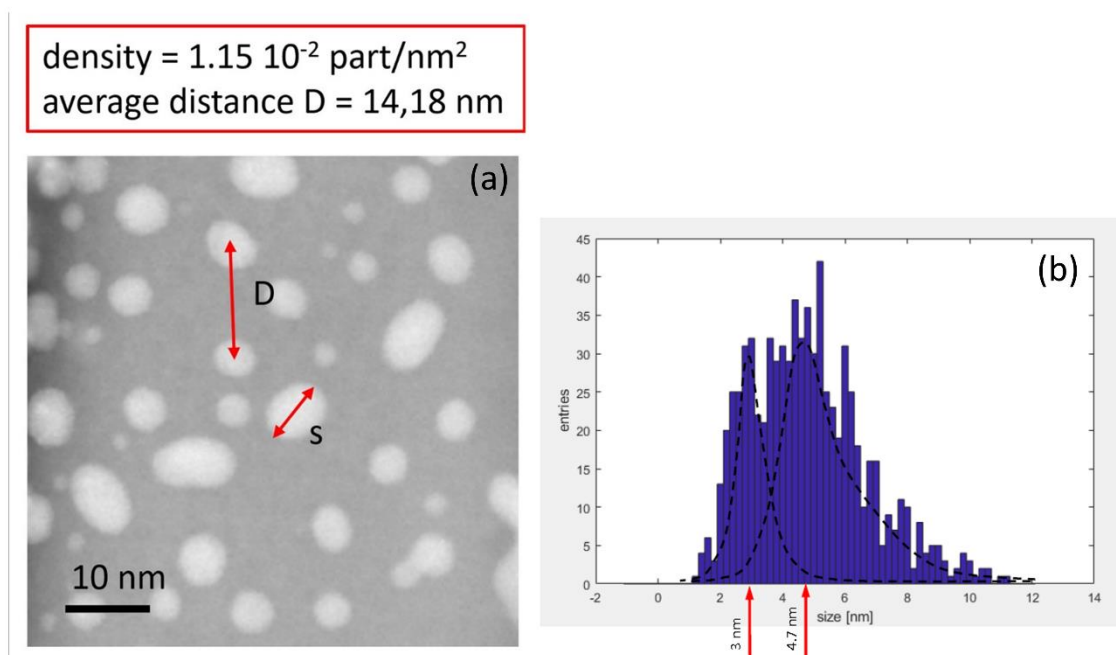 density = 1.15 10⁻² part/nm²
average distance D = 14,18 nm
(a)
D
s
10 nm
(b)
45
40
35
30
25
20
15
10
5
0
entries
-2 0 2 4 6 8 10 12 14
size [nm]
3 nm
4.7 nm